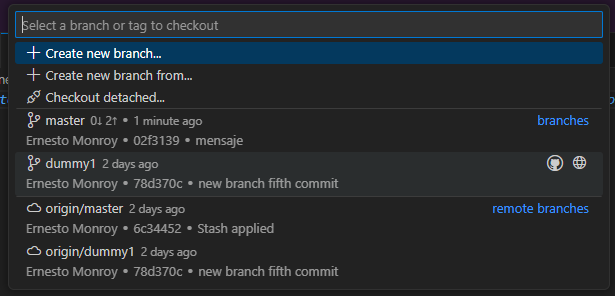 Select a branch or tag to checkout
Create new branch...
Create new branch from...
Checkout detached...
master 0↓ 2↑ • 1 minute ago branches
Ernesto Monroy • 02f3139 • mensaje
dummy1 2 days ago
Ernesto Monroy • 78d370c • new branch fifth commit
origin/master 2 days ago remote branches
Ernesto Monroy • 6c34452 • Stash applied
origin/dummy1 2 days ago
Ernesto Monroy • 78d370c • new branch fifth commit